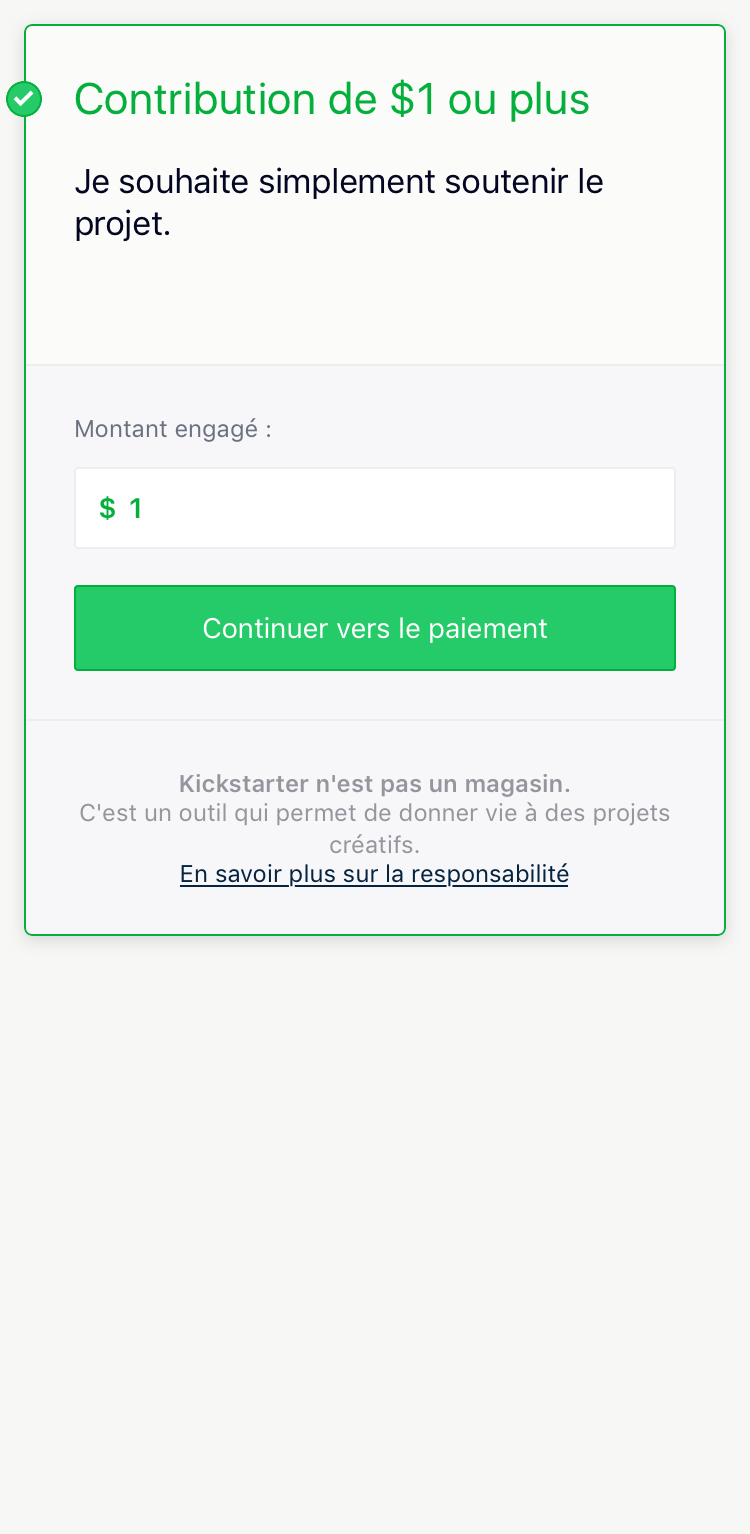 Contribution de $1 ou plus
Je souhaite simplement soutenir le
projet.
Montant engagé :
$ 1
Continuer vers le paiement
Kickstarter n'est pas un magasin.
C'est un outil qui permet de donner vie à des projets
créatifs.
En savoir plus sur la responsabilité